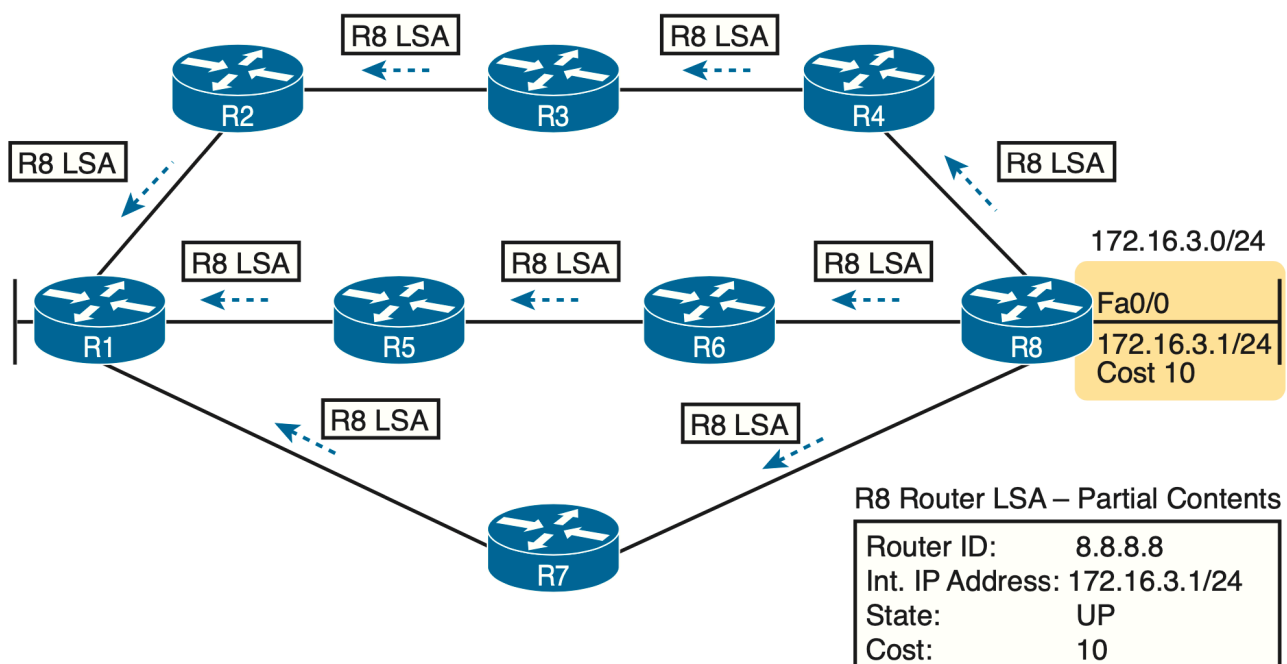 R8 LSA
R8 LSA
R2
R3
R4
R8 LSA
R8 LSA
172.16.3.0/24
R8 LSA
R8 LSA
R8 LSA
Fa0/0
R1
R5
R6
R8
172.16.3.1/24
Cost 10
R8 LSA
R8 LSA
R7
R8 Router LSA – Partial Contents
Router ID: 8.8.8.8
Int. IP Address: 172.16.3.1/24
State: UP
Cost: 10